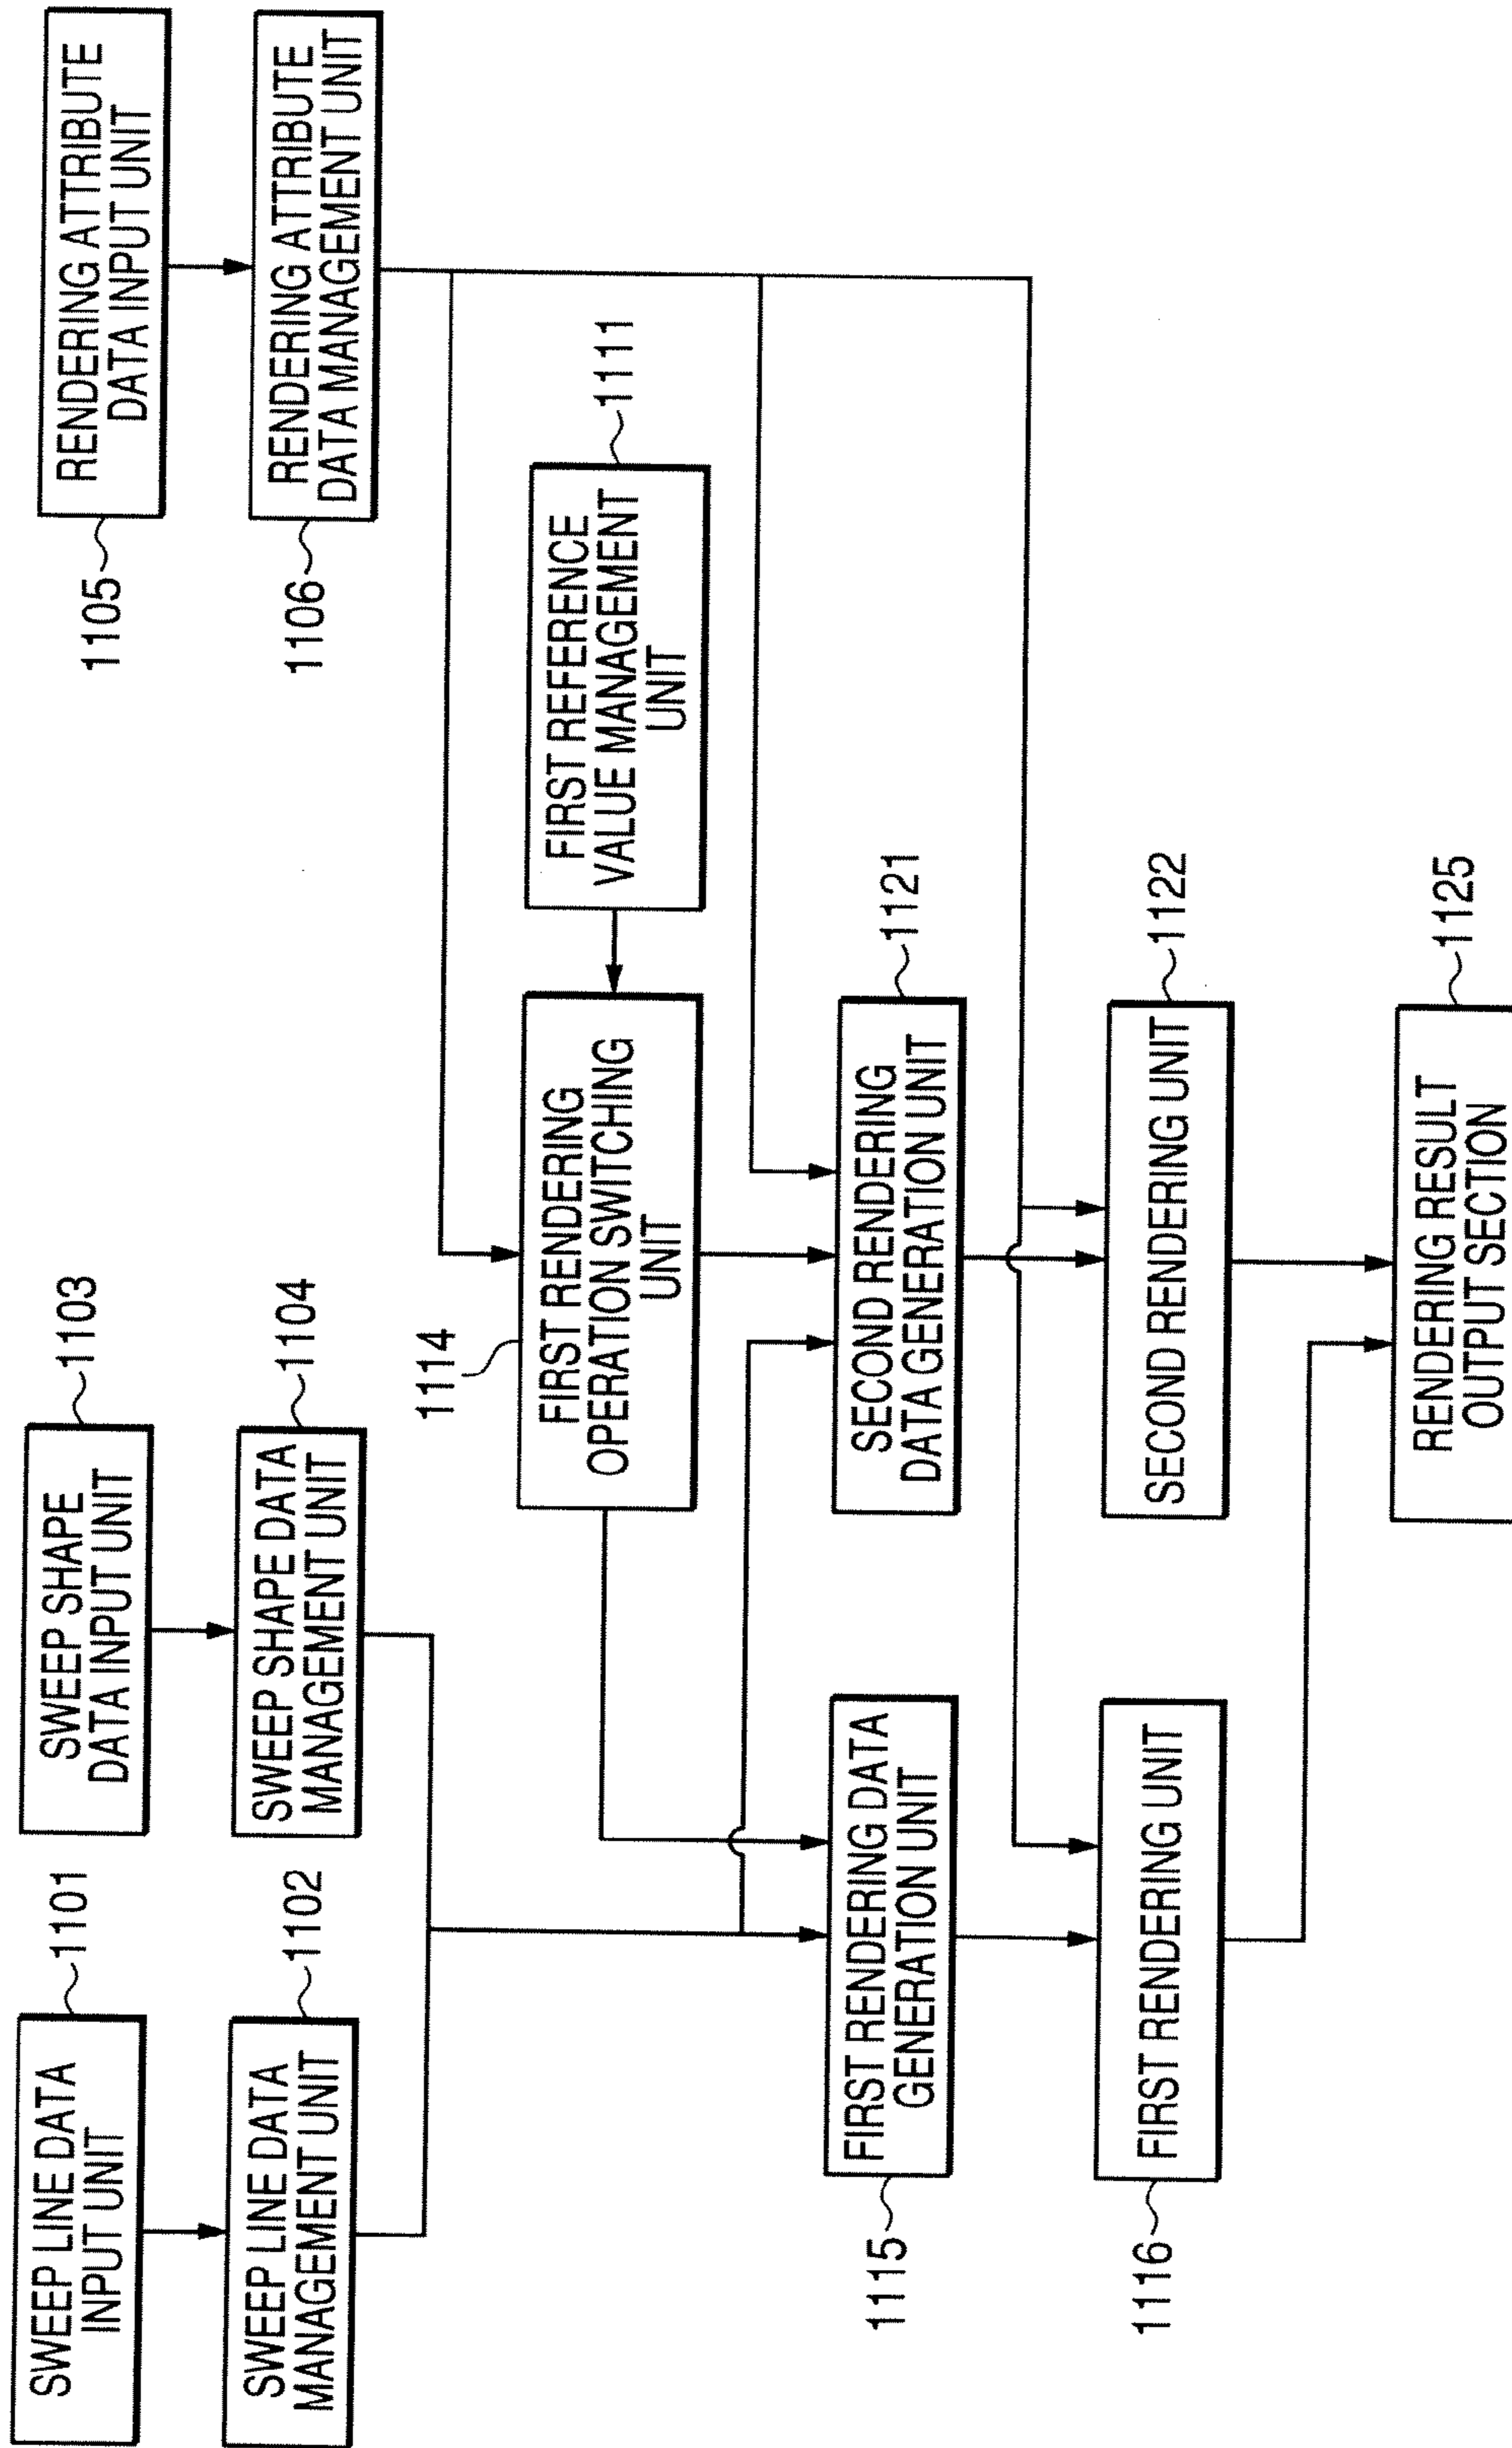 1101
SWEEP LINE DATA
INPUT UNIT
1103
SWEEP SHAPE
DATA INPUT UNIT
1105
RENDERING ATTRIBUTE
DATA INPUT UNIT
1102
SWEEP LINE DATA
MANAGEMENT UNIT
1104
SWEEP SHAPE DATA
MANAGEMENT UNIT
1106
RENDERING ATTRIBUTE
DATA MANAGEMENT UNIT
1114
FIRST RENDERING
OPERATION SWITCHING
UNIT
1111
FIRST REFERENCE
VALUE MANAGEMENT
UNIT
1115
FIRST RENDERING DATA
GENERATION UNIT
1121
SECOND RENDERING
DATA GENERATION UNIT
1116
FIRST RENDERING UNIT
1122
SECOND RENDERING UNIT
1125
RENDERING RESULT
OUTPUT SECTION